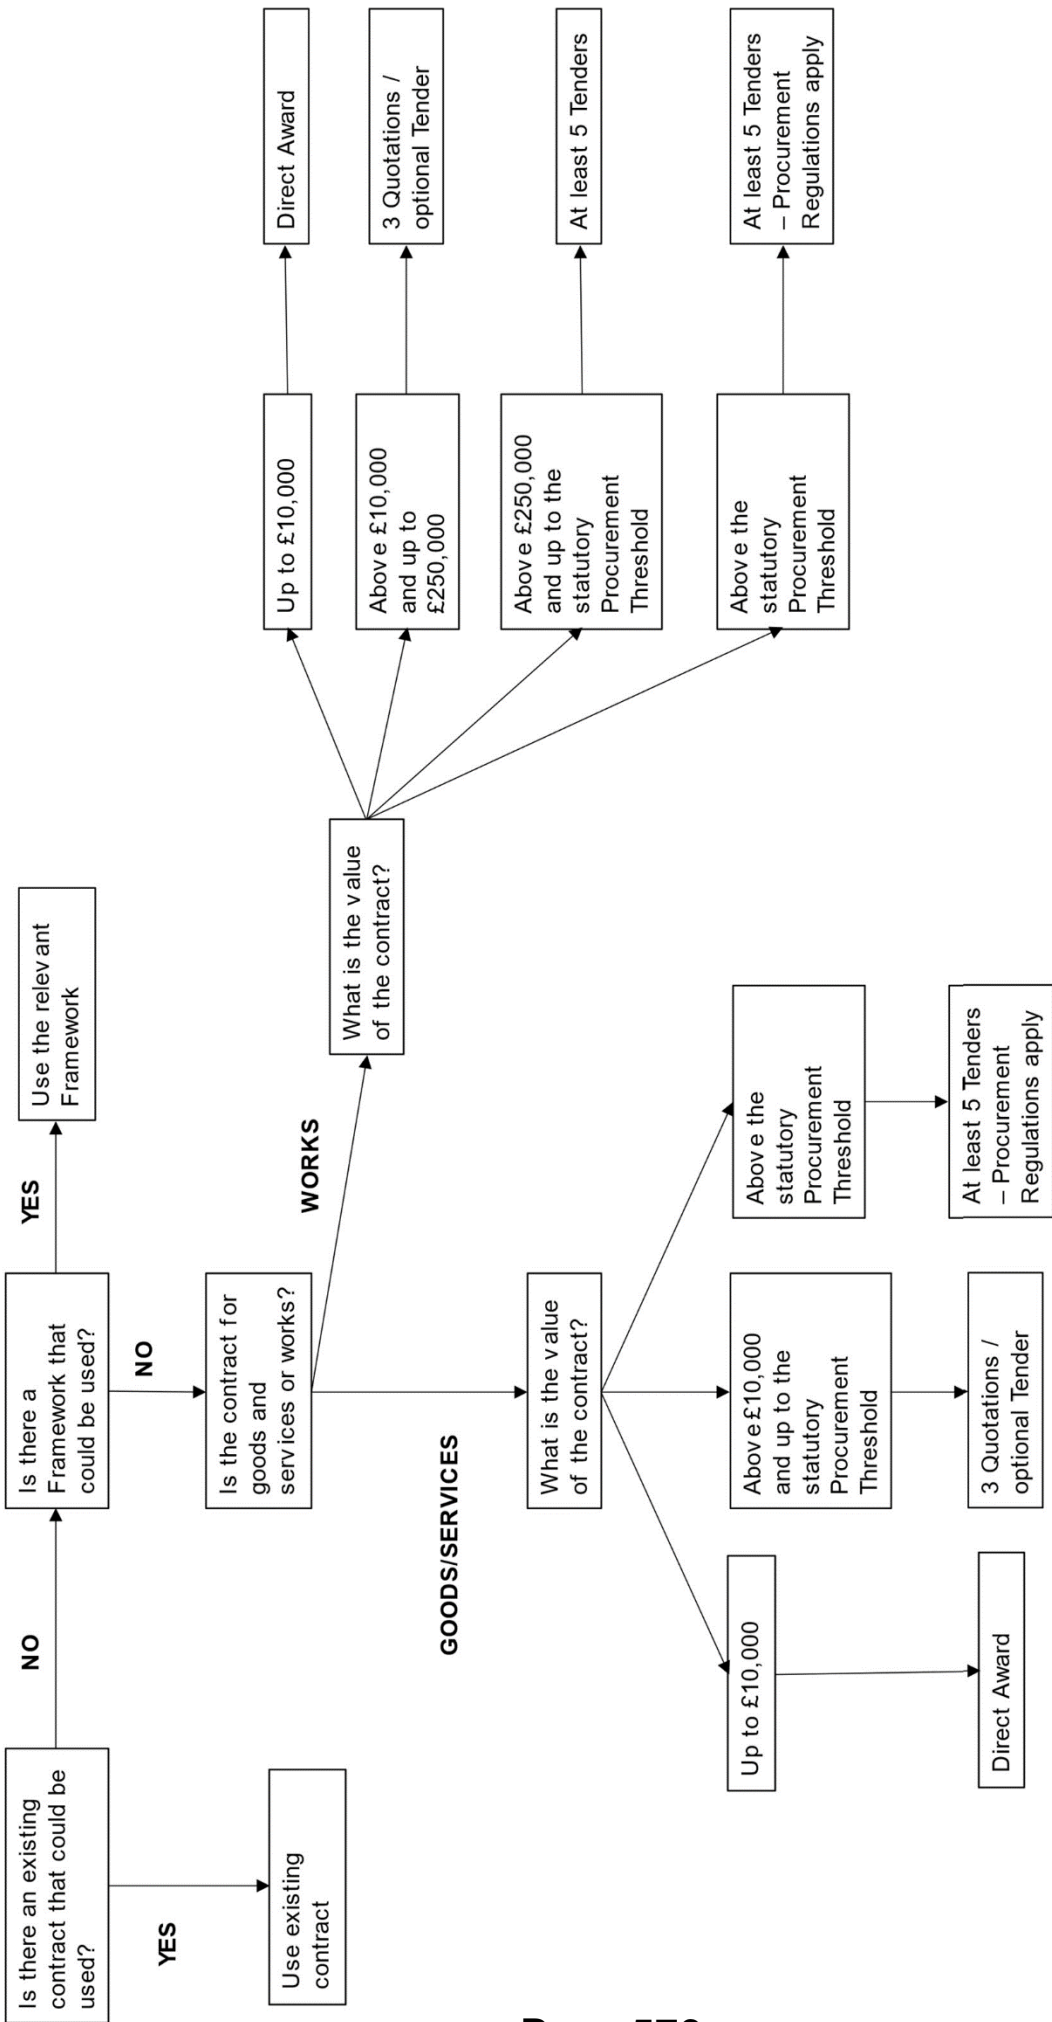 Is there an existing
contract that could be
used?
NO
YES
Use existing
contract
Is there a
Framework that
could be used?
YES
Use the relevant
Framework
NO
Is the contract for
goods and
services or works?
WORKS
GOODS/SERVICES
What is the value
of the contract?
Up to £10,000
Direct Award
Above £10,000
and up to
£250,000
3 Quotations /
optional Tender
Above £250,000
and up to the
statutory
Procurement
Threshold
At least 5 Tenders
Above the
statutory
Procurement
Threshold
At least 5 Tenders
– Procurement
Regulations apply
What is the value
of the contract?
Up to £10,000
Direct Award
Above £10,000
and up to the
statutory
Procurement
Threshold
3 Quotations /
optional Tender
Above the
statutory
Procurement
Threshold
At least 5 Tenders
– Procurement
Regulations apply